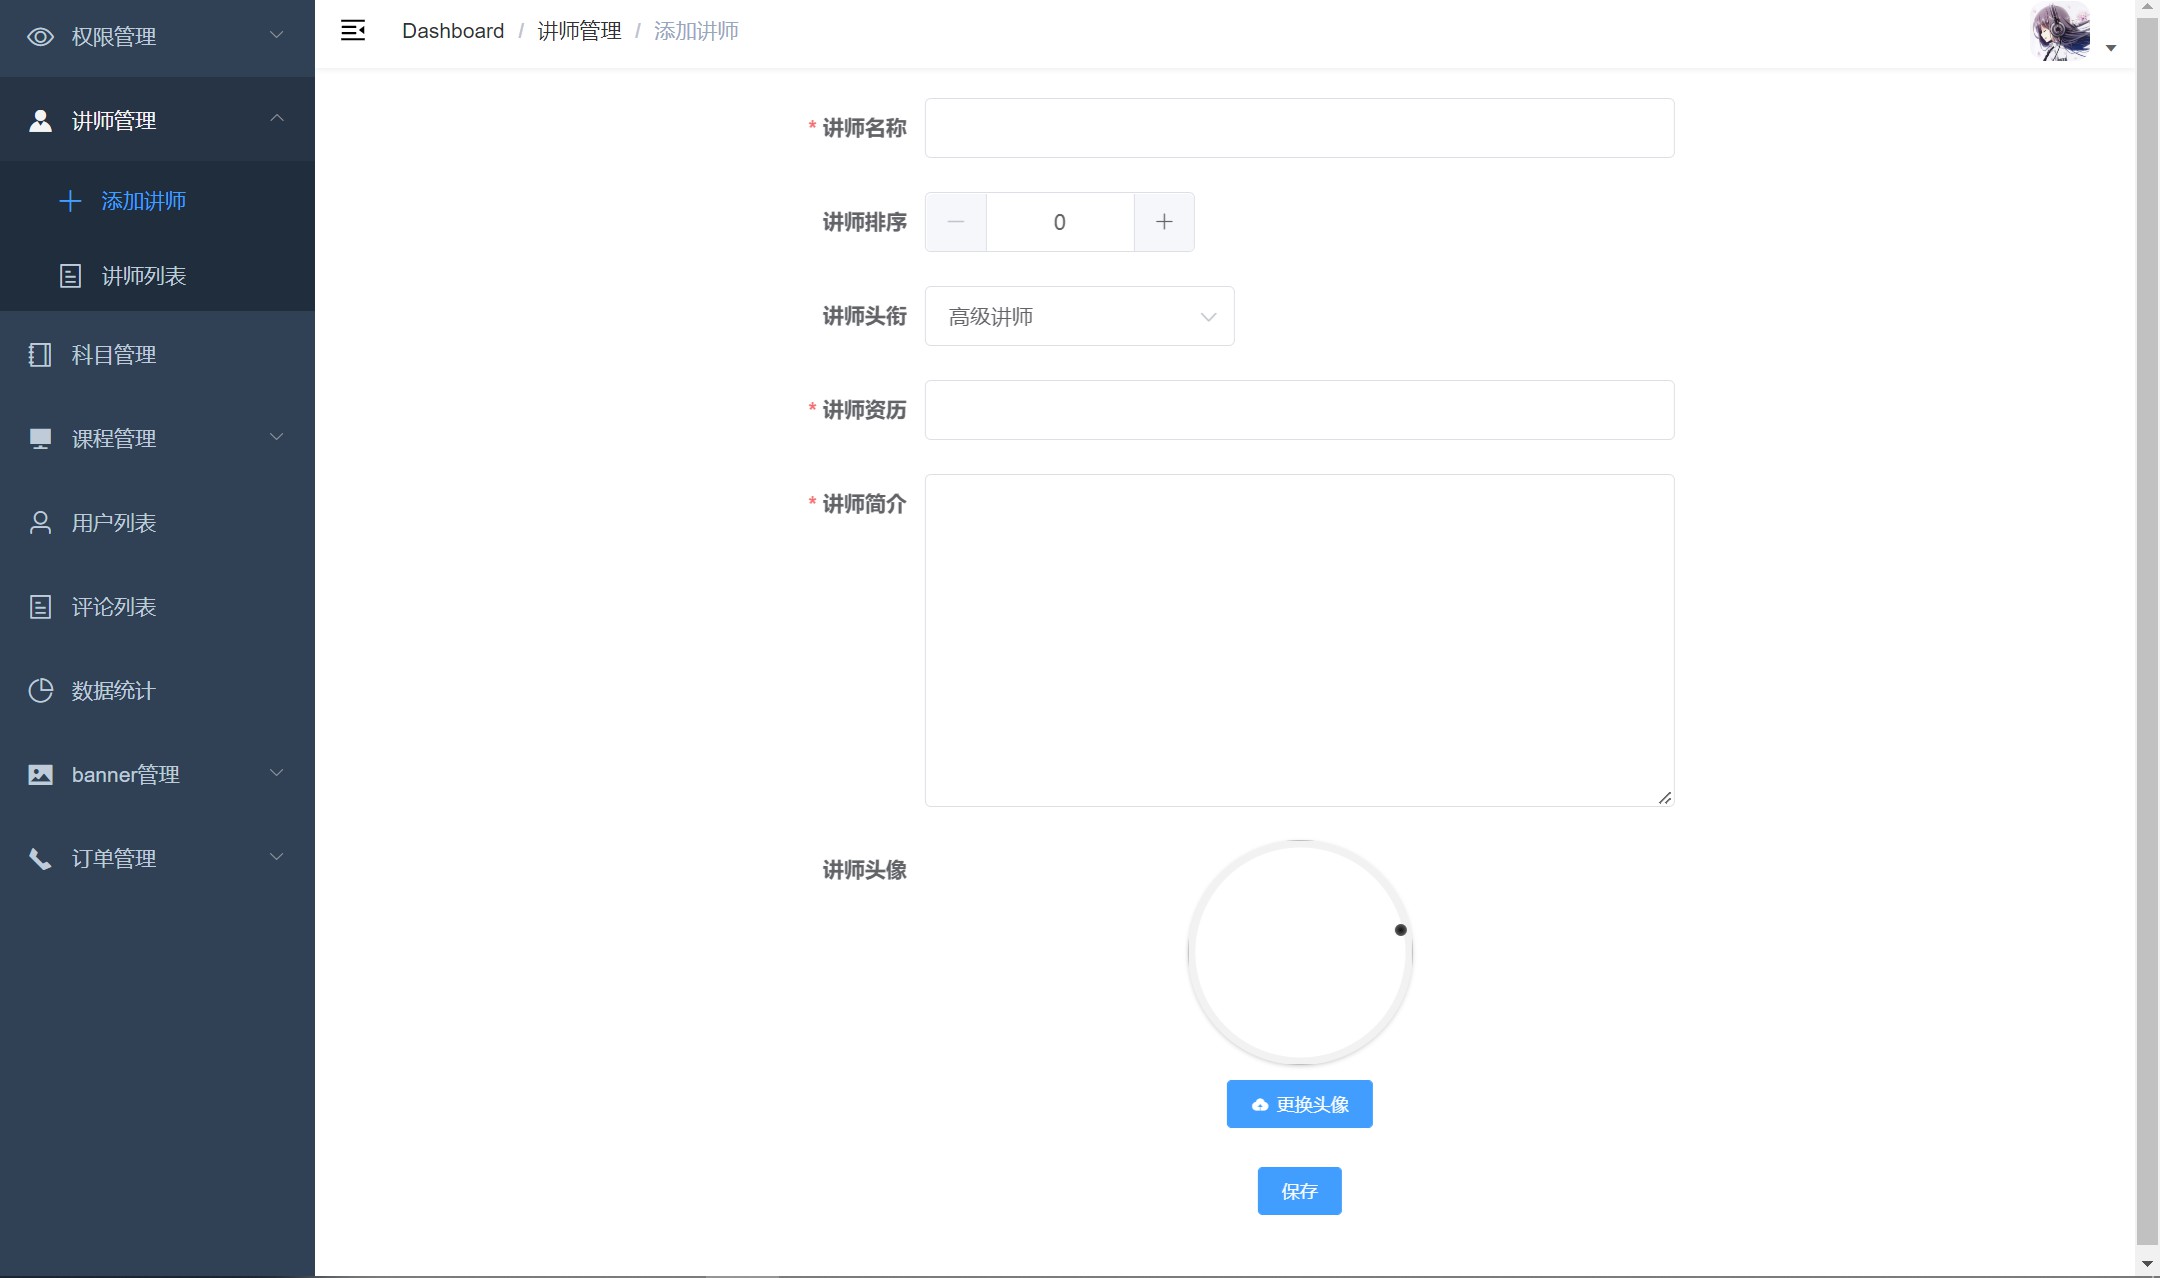 权限管理
讲师管理
添加讲师
讲师列表
科目管理
课程管理
用户列表
评论列表
数据统计
banner管理
订单管理
Dashboard / 讲师管理 / 添加讲师
* 讲师名称
讲师排序 0
讲师头衔 高级讲师
* 讲师资历
* 讲师简介
讲师头像
更换头像
保存